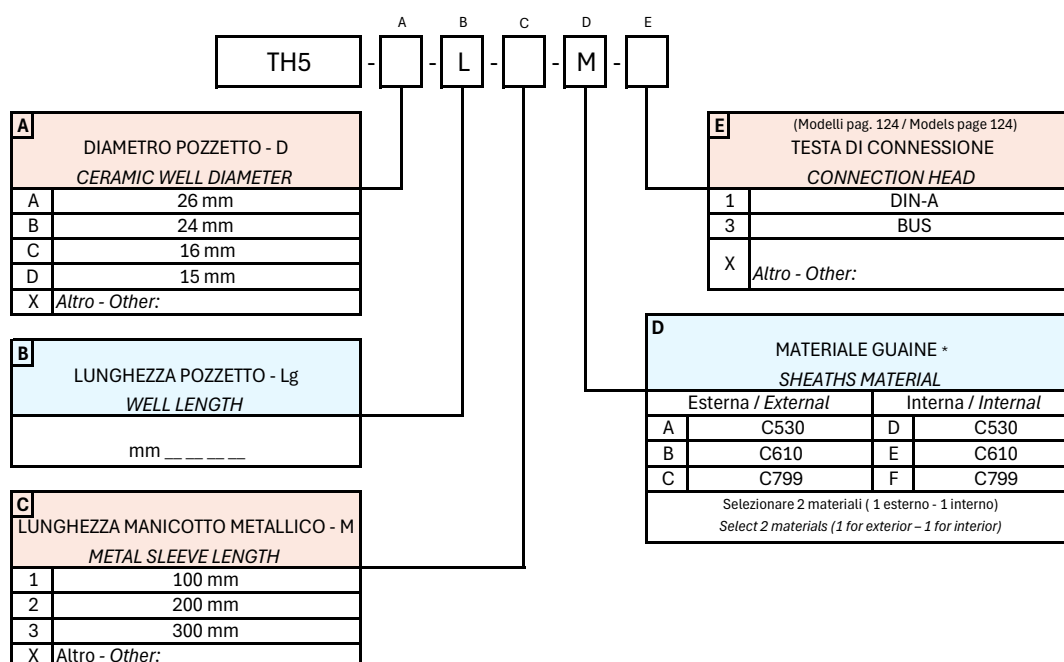 A B C D E
TH5 - - L - - M -
A
DIAMETRO POZZETTO - D
CERAMIC WELL DIAMETER
A 26 mm
B 24 mm
C 16 mm
D 15 mm
X Altro - Other:
B
LUNGHEZZA POZZETTO - Lg
WELL LENGTH
mm __ __ __ __
C
LUNGHEZZA MANICOTTO METALLICO - M
METAL SLEEVE LENGTH
1 100 mm
2 200 mm
3 300 mm
X Altro - Other:
E (Modelli pag. 124 / Models page 124)
TESTA DI CONNESSIONE
CONNECTION HEAD
1 DIN-A
3 BUS
X Altro - Other:
D
MATERIALE GUAINE *
SHEATHS MATERIAL
Esterna / External Interna / Internal
A C530 D C530
B C610 E C610
C C799 F C799
Selezionare 2 materiali ( 1 esterno - 1 interno)
Select 2 materials (1 for exterior – 1 for interior)